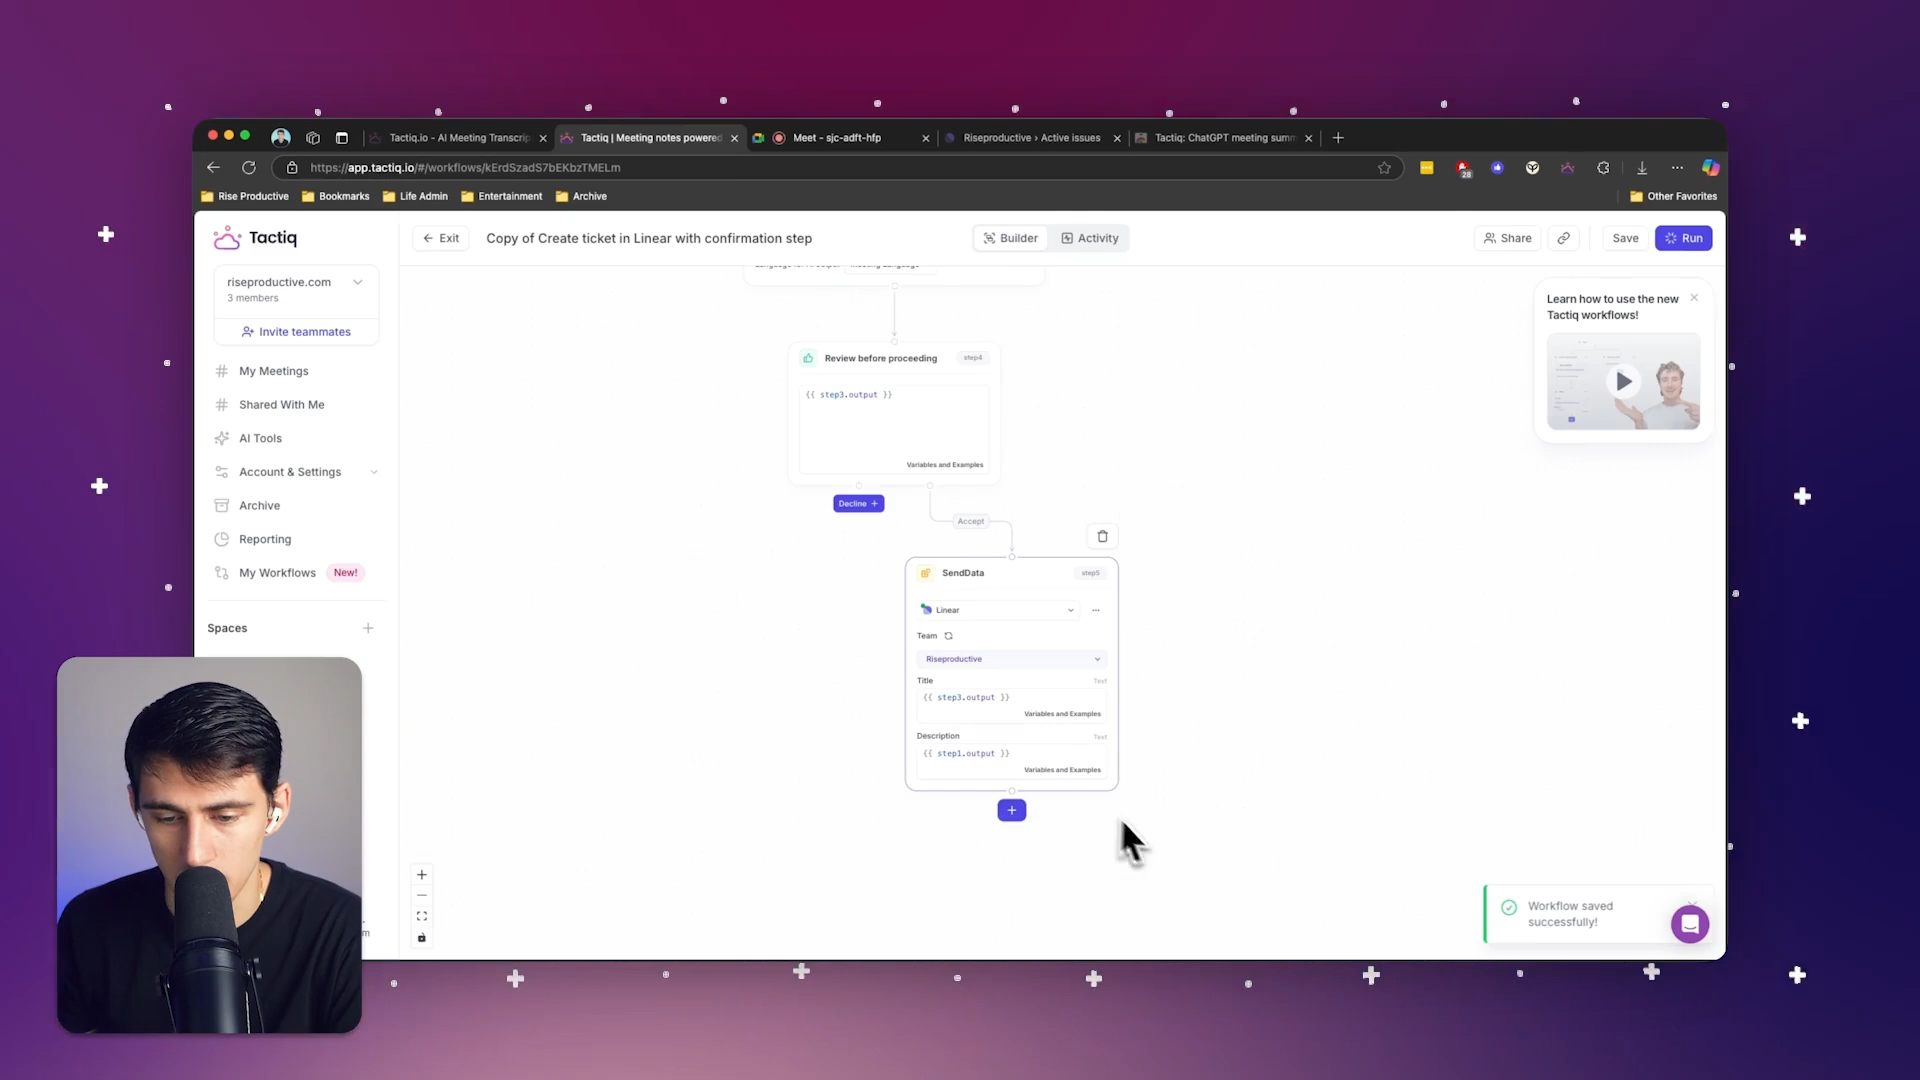 Tactiq.io - AI Meeting Transcrip
Tactiq | Meeting notes powered
Meet - sjc-adft-hfp
Riseproductive › Active issues
Tactiq: ChatGPT meeting summ
https://app.tactiq.io/#/workflows/kErdSzadS7bEKbzTMELm
28
Rise Productive
Bookmarks
Life Admin
Entertainment
Archive
Other Favorites
Tactiq
Exit
Copy of Create ticket in Linear with confirmation step
Builder
Activity
Share
Save
Run
riseproductive.com
3 members
Invite teammates
My Meetings
Shared With Me
AI Tools
Account & Settings
Archive
Reporting
My Workflows New!
Spaces
Review before proceeding
step4
{{ step3.output }}
Variables and Examples
Decline +
Accept
SendData
step5
Linear
Team
Riseproductive
Title
Text
{{ step3.output }}
Variables and Examples
Description
Text
{{ step1.output }}
Variables and Examples
Learn how to use the new
Tactiq workflows!
Workflow saved
successfully!